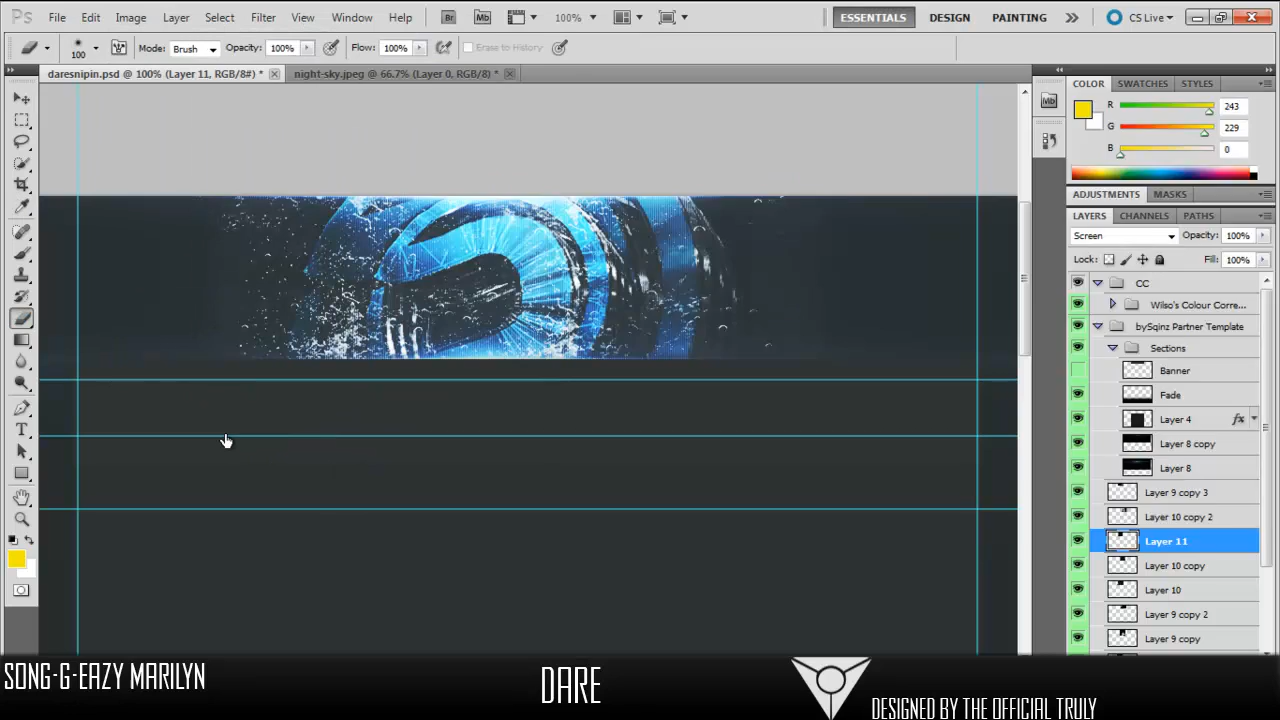 Ps File Edit Image Layer Select Filter View Window Help Br Mb 100% ESSENTIALS DESIGN PAINTING CS Live
100 Mode: Brush Opacity: 100% Flow: 100% Erase to History
daresnipin.psd @ 100% (Layer 11, RGB/8#) * night-sky.jpeg @ 66.7% (Layer 0, RGB/8) *
COLOR SWATCHES STYLES
Mb
R 243
G 229
B 0
ADJUSTMENTS MASKS
LAYERS CHANNELS PATHS
Screen Opacity: 100%
Lock: Fill: 100%
CC
Wilso's Colour Corre...
bySqinz Partner Template
Sections
Banner
Fade
Layer 4 fx
Layer 8 copy
Layer 8
Layer 9 copy 3
Layer 10 copy 2
Layer 11
Layer 10 copy
Layer 10
Layer 9 copy 2
Layer 9 copy
SONG-G-EAZY MARILYN
DARE
DESIGNED BY THE OFFICIAL TRULY